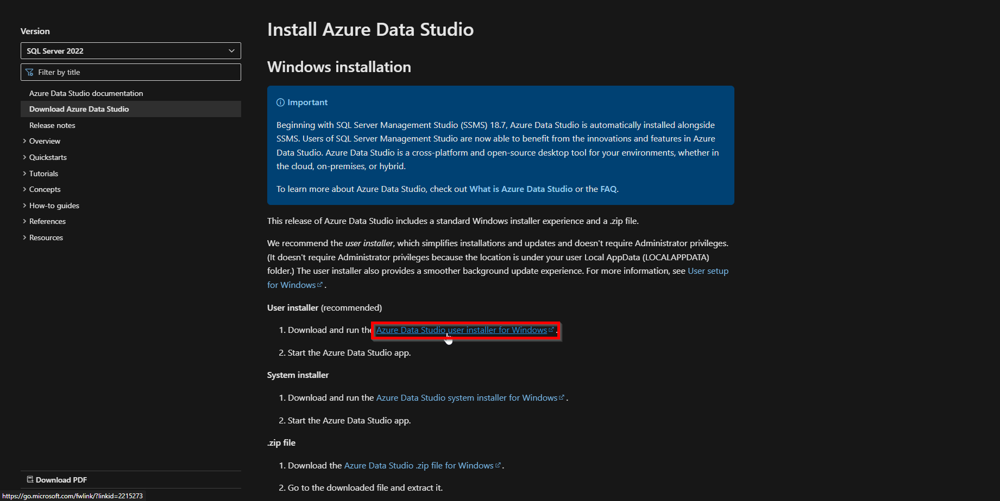 Version
SQL Server 2022
Filter by title
Azure Data Studio documentation
Download Azure Data Studio
Release notes
Overview
Quickstarts
Tutorials
Concepts
How-to guides
References
Resources
Download PDF
https://go.microsoft.com/fwlink/?linkid=2215273
Install Azure Data Studio
Windows installation
Important
Beginning with SQL Server Management Studio (SSMS) 18.7, Azure Data Studio is automatically installed alongside
SSMS. Users of SQL Server Management Studio are now able to benefit from the innovations and features in Azure
Data Studio. Azure Data Studio is a cross-platform and open-source desktop tool for your environments, whether in
the cloud, on-premises, or hybrid.
To learn more about Azure Data Studio, check out What is Azure Data Studio or the FAQ.
This release of Azure Data Studio includes a standard Windows installer experience and a .zip file.
We recommend the user installer, which simplifies installations and updates and doesn't require Administrator privileges.
(It doesn't require Administrator privileges because the location is under your user Local AppData (LOCALAPPDATA)
folder.) The user installer also provides a smoother background update experience. For more information, see User setup
for Windows .
User installer (recommended)
1. Download and run the Azure Data Studio user installer for Windows .
2. Start the Azure Data Studio app.
System installer
1. Download and run the Azure Data Studio system installer for Windows .
2. Start the Azure Data Studio app.
.zip file
1. Download the Azure Data Studio .zip file for Windows .
2. Go to the downloaded file and extract it.